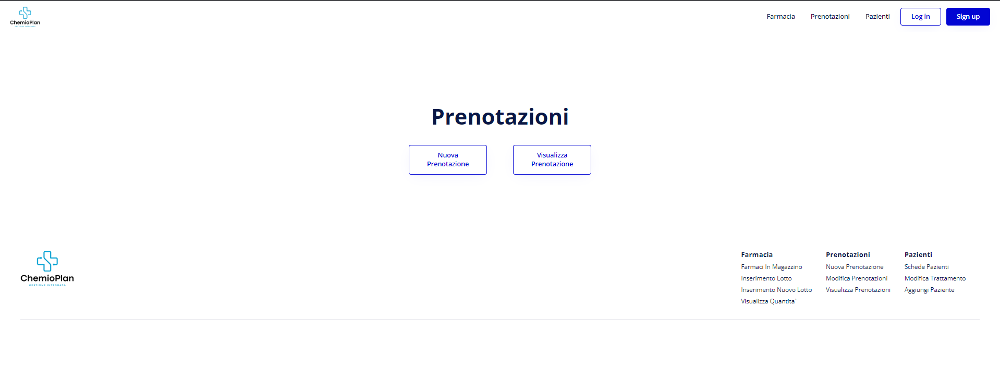 ChemioPlan
GESTIONE INTEGRATA
Farmacia
Prenotazioni
Pazienti
Log in
Sign up
Prenotazioni
Nuova
Prenotazione
Visualizza
Prenotazione
ChemioPlan
GESTIONE INTEGRATA
Farmacia
Farmaci In Magazzino
Inserimento Lotto
Inserimento Nuovo Lotto
Visualizza Quantita`
Prenotazioni
Nuova Prenotazione
Modifica Prenotazioni
Visualizza Prenotazioni
Pazienti
Schede Pazienti
Modifica Trattamento
Aggiungi Paziente